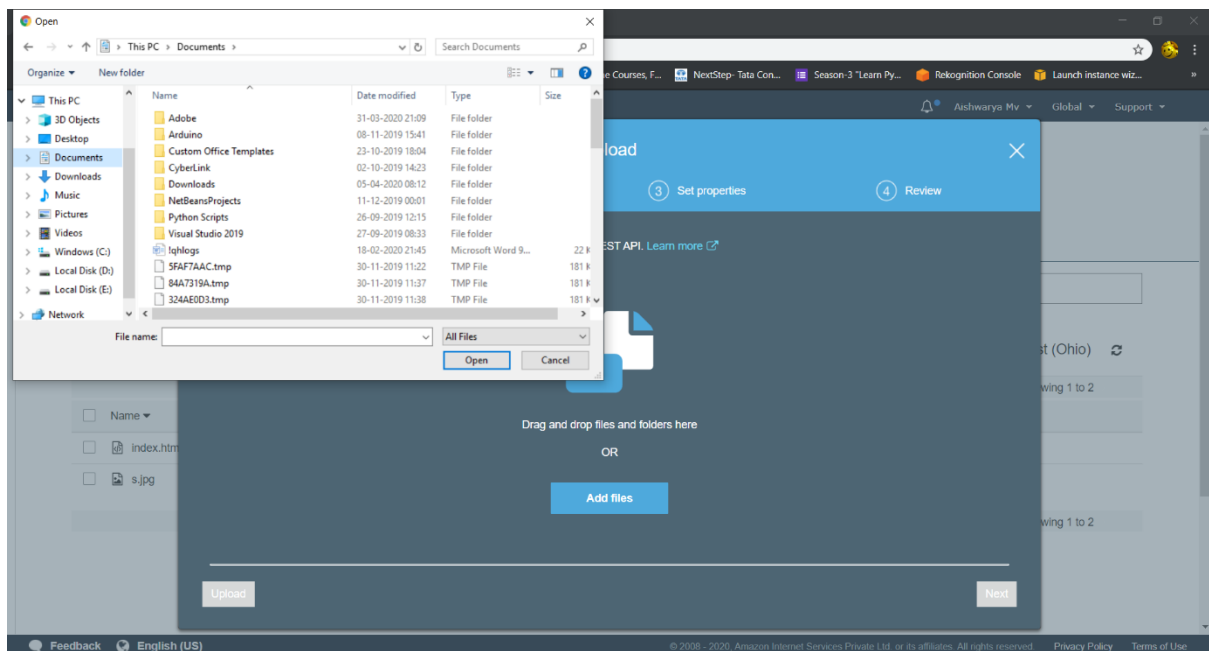 Open
This PC > Documents >
Search Documents
Organize
New folder
e Courses, F...
NextStep- Tata Con...
Season-3 "Learn Py...
Rekognition Console
Launch instance wiz...
»
Aishwarya Mv
Global
Support
This PC
3D Objects
Desktop
Documents
Downloads
Music
Pictures
Videos
Windows (C:)
Local Disk (D:)
Local Disk (E:)
Network
Name Date modified Type Size
Adobe 31-03-2020 21:09 File folder
Arduino 08-11-2019 15:41 File folder
Custom Office Templates 23-10-2019 18:04 File folder
CyberLink 02-10-2019 14:23 File folder
Downloads 05-04-2020 08:12 File folder
NetBeansProjects 11-12-2019 00:01 File folder
Python Scripts 26-09-2019 12:15 File folder
Visual Studio 2019 27-09-2019 08:33 File folder
!qhlogs 18-02-2020 21:45 Microsoft Word 9... 22 K
5FAF7AAC.tmp 30-11-2019 11:22 TMP File 181 K
84A7319A.tmp 30-11-2019 11:37 TMP File 181 K
324AE0D3.tmp 30-11-2019 11:38 TMP File 181 K
File name:
All Files
Open
Cancel
load
3 Set properties
4 Review
EST API. Learn more
st (Ohio)
wing 1 to 2
Name
index.htm
s.jpg
Drag and drop files and folders here
OR
Add files
wing 1 to 2
Upload
Next
Feedback
English (US)
© 2008 - 2020, Amazon Internet Services Private Ltd. or its affiliates. All rights reserved.
Privacy Policy
Terms of Use